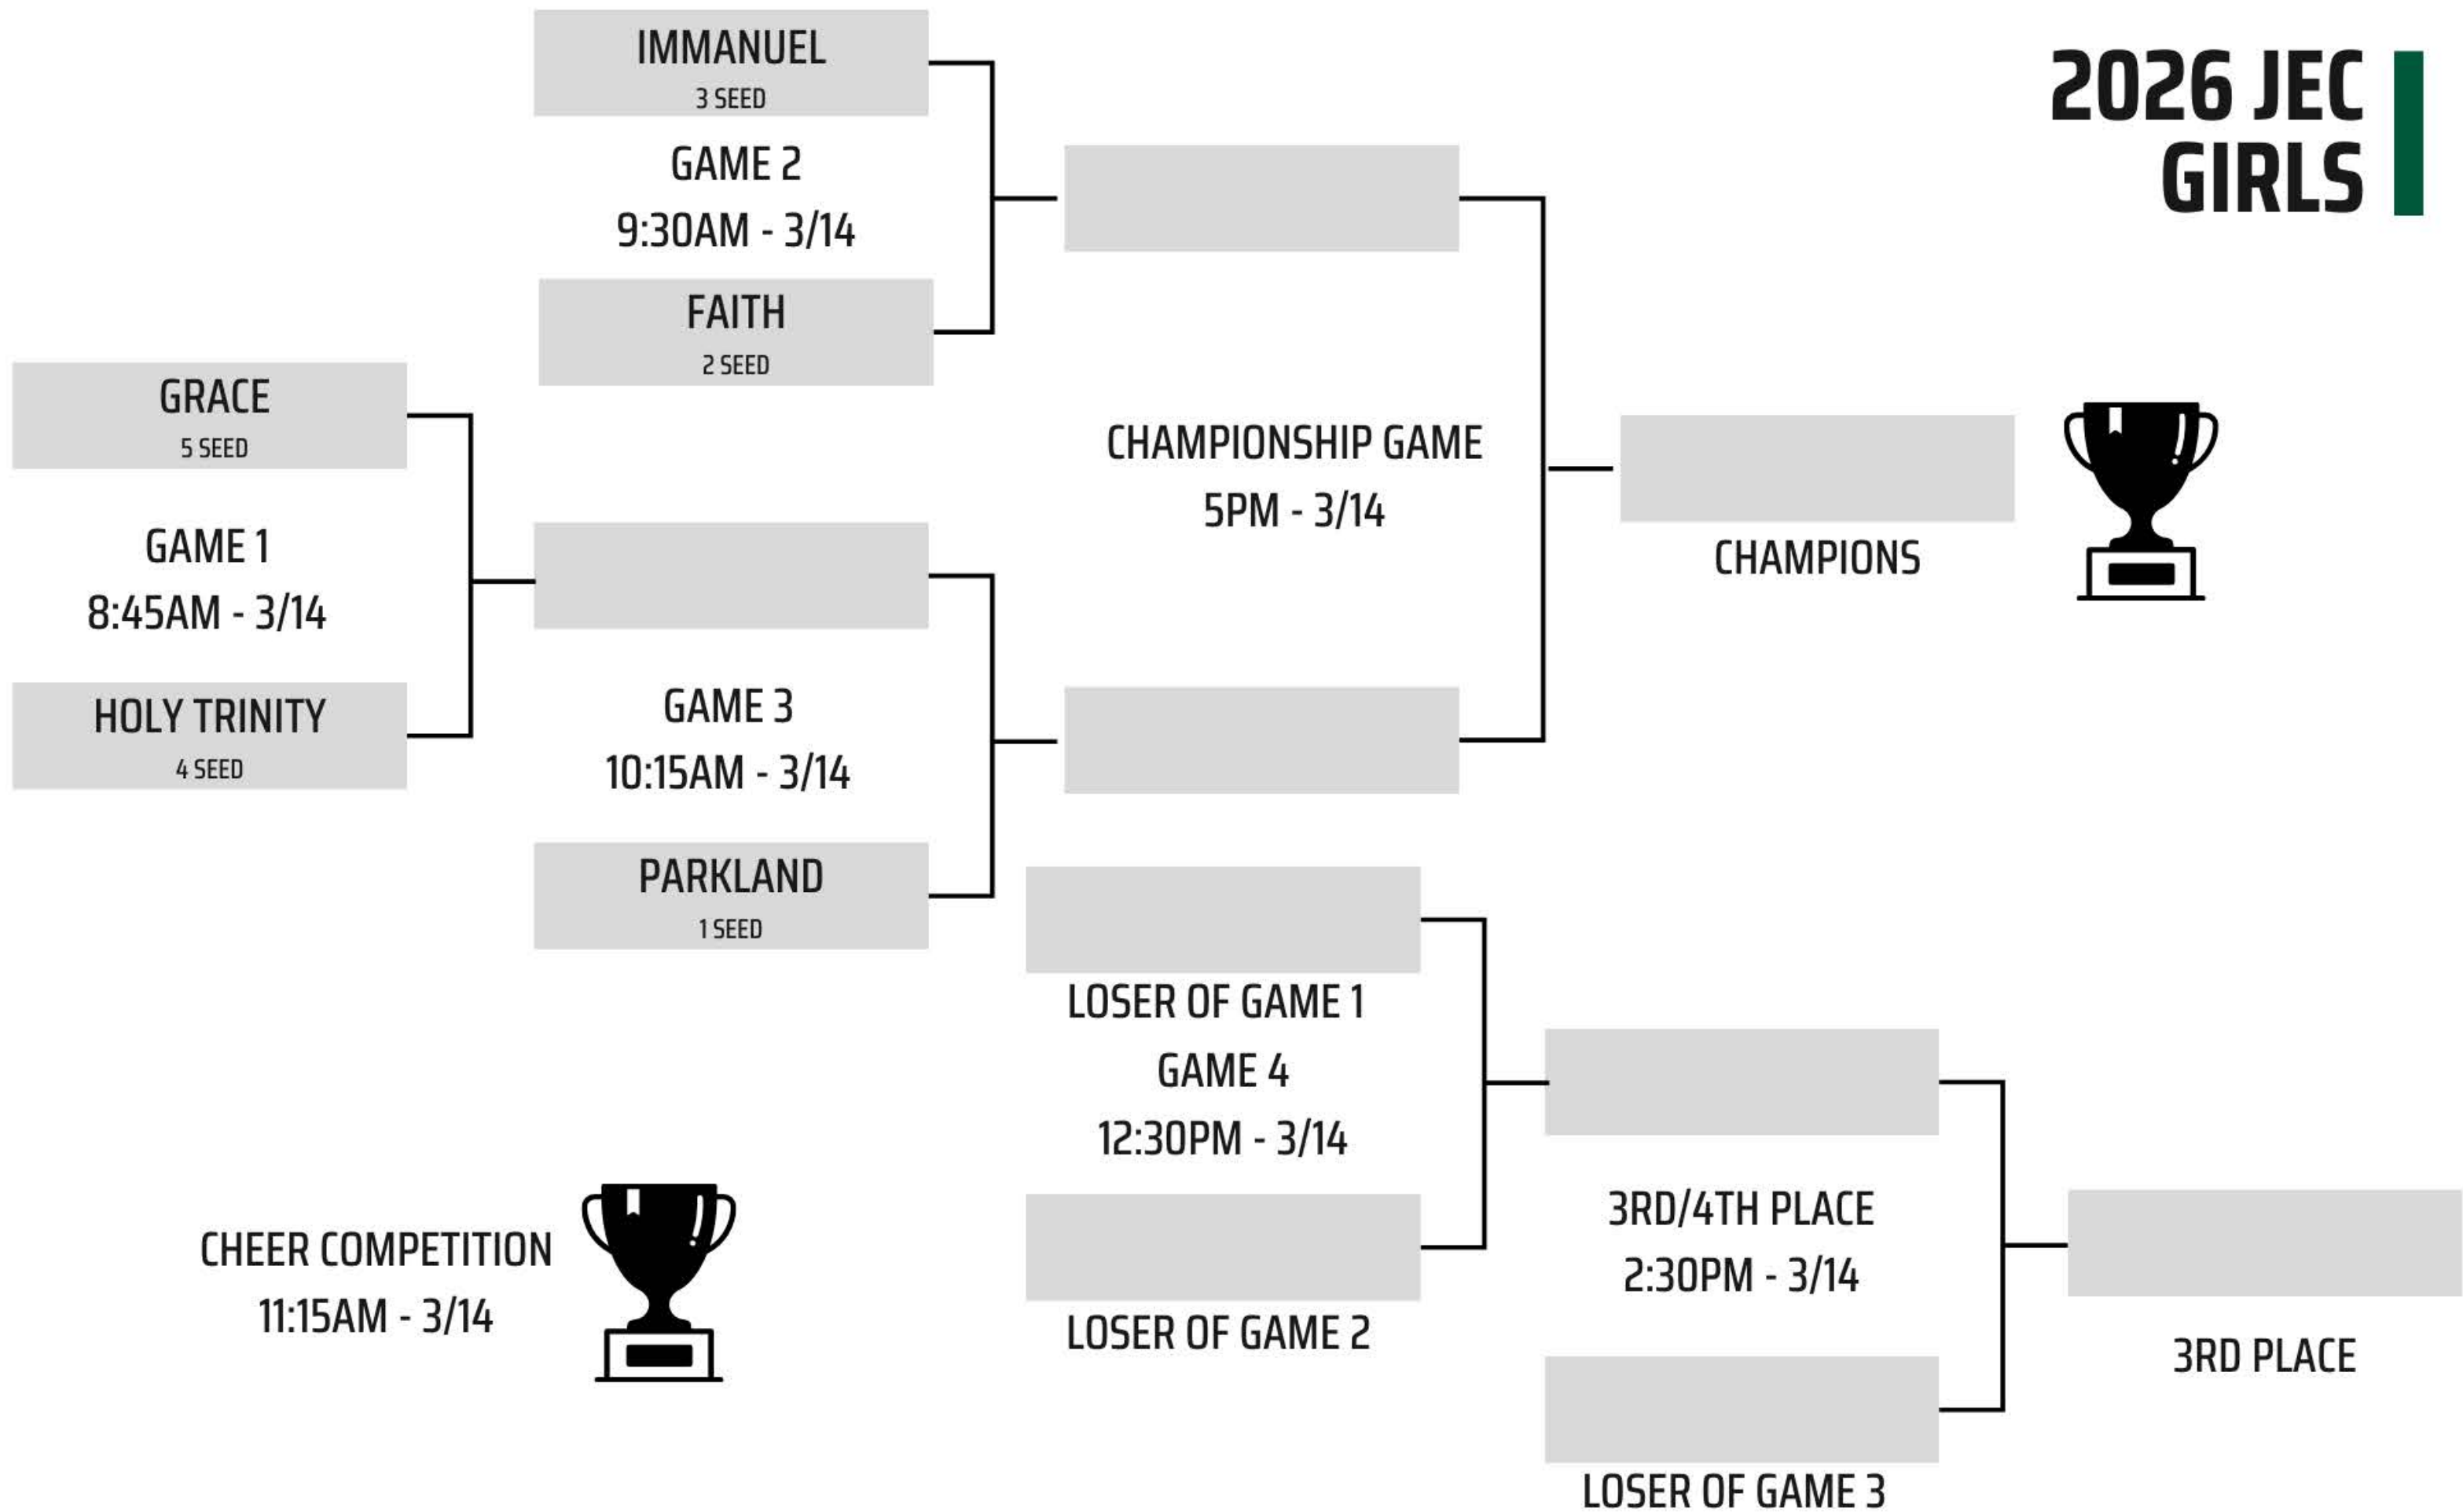 2026 JEC
GIRLS
IMMANUEL
3 SEED
GAME 2
9:30AM - 3/14
FAITH
2 SEED
GRACE
5 SEED
GAME 1
8:45AM - 3/14
HOLY TRINITY
4 SEED
GAME 3
10:15AM - 3/14
PARKLAND
1 SEED
CHAMPIONSHIP GAME
5PM - 3/14
CHAMPIONS
LOSER OF GAME 1
GAME 4
12:30PM - 3/14
LOSER OF GAME 2
3RD/4TH PLACE
2:30PM - 3/14
LOSER OF GAME 3
3RD PLACE
CHEER COMPETITION
11:15AM - 3/14